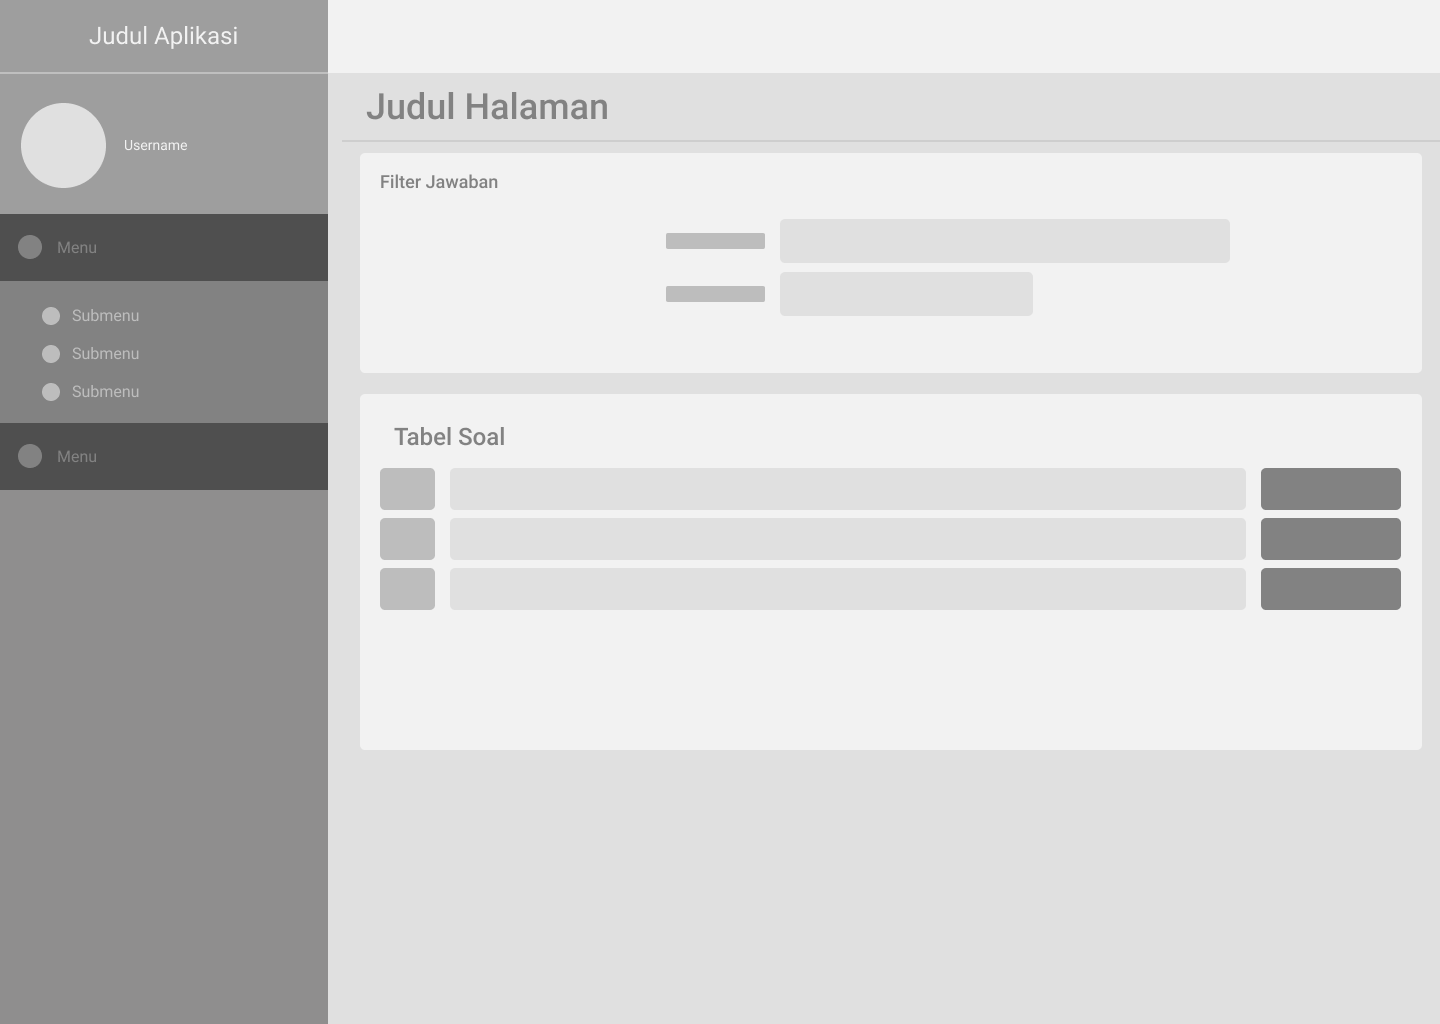 Judul Aplikasi
Username
Menu
Submenu
Submenu
Submenu
Menu
Judul Halaman
Filter Jawaban
Tabel Soal